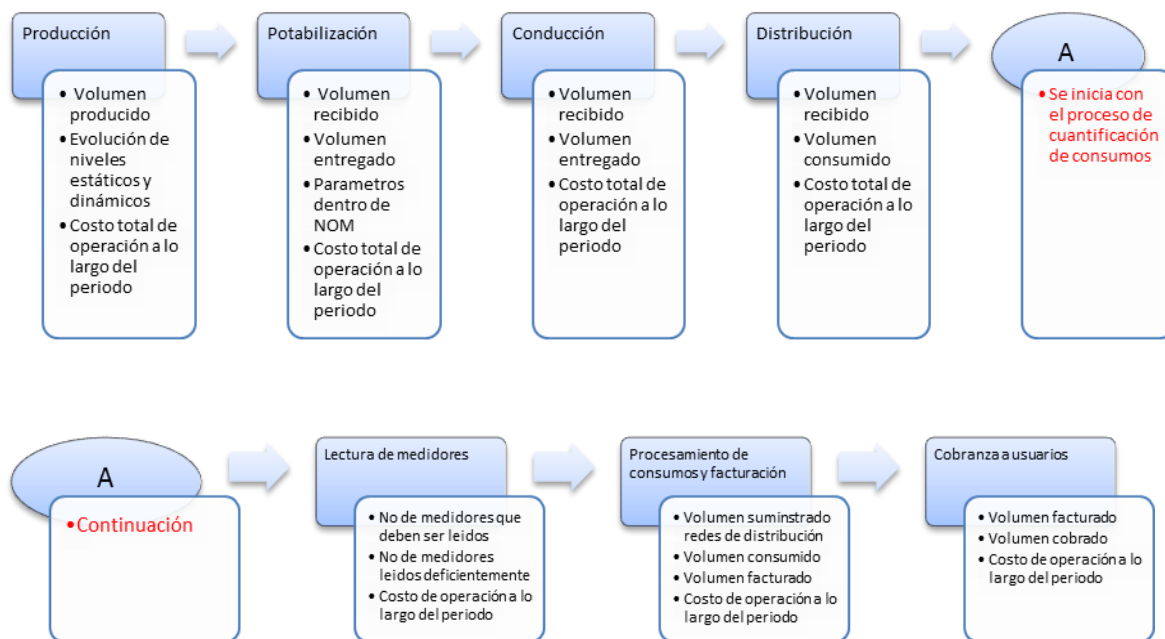 Producción
• Volumen
producido
• Evolución de
niveles
estáticos y
dinámicos
• Costo total de
operación a lo
largo del
periodo
Potabilización
• Volumen
recibido
• Volumen
entregado
• Parametros
dentro de
NOM
• Costo total de
operación a lo
largo del
periodo
Conducción
• Volumen
recibido
• Volumen
entregado
• Costo total de
operación a lo
largo del
periodo
Distribución
• Volumen
recibido
• Volumen
consumido
• Costo total de
operación a lo
largo del
periodo
A
• Se inicia con
el proceso de
cuantificación
de consumos
A
• Continuación
Lectura de medidores
• No de medidores que
deben ser leidos
• No de medidores
leidos deficientemente
• Costo de operación a lo
largo del periodo
Procesamiento de
consumos y facturación
• Volumen suminstrado
redes de distribución
• Volumen consumido
• Volumen facturado
• Costo de operación a lo
largo del periodo
Cobranza a usuarios
• Volumen facturado
• Volumen cobrado
• Costo de operación a lo
largo del periodo